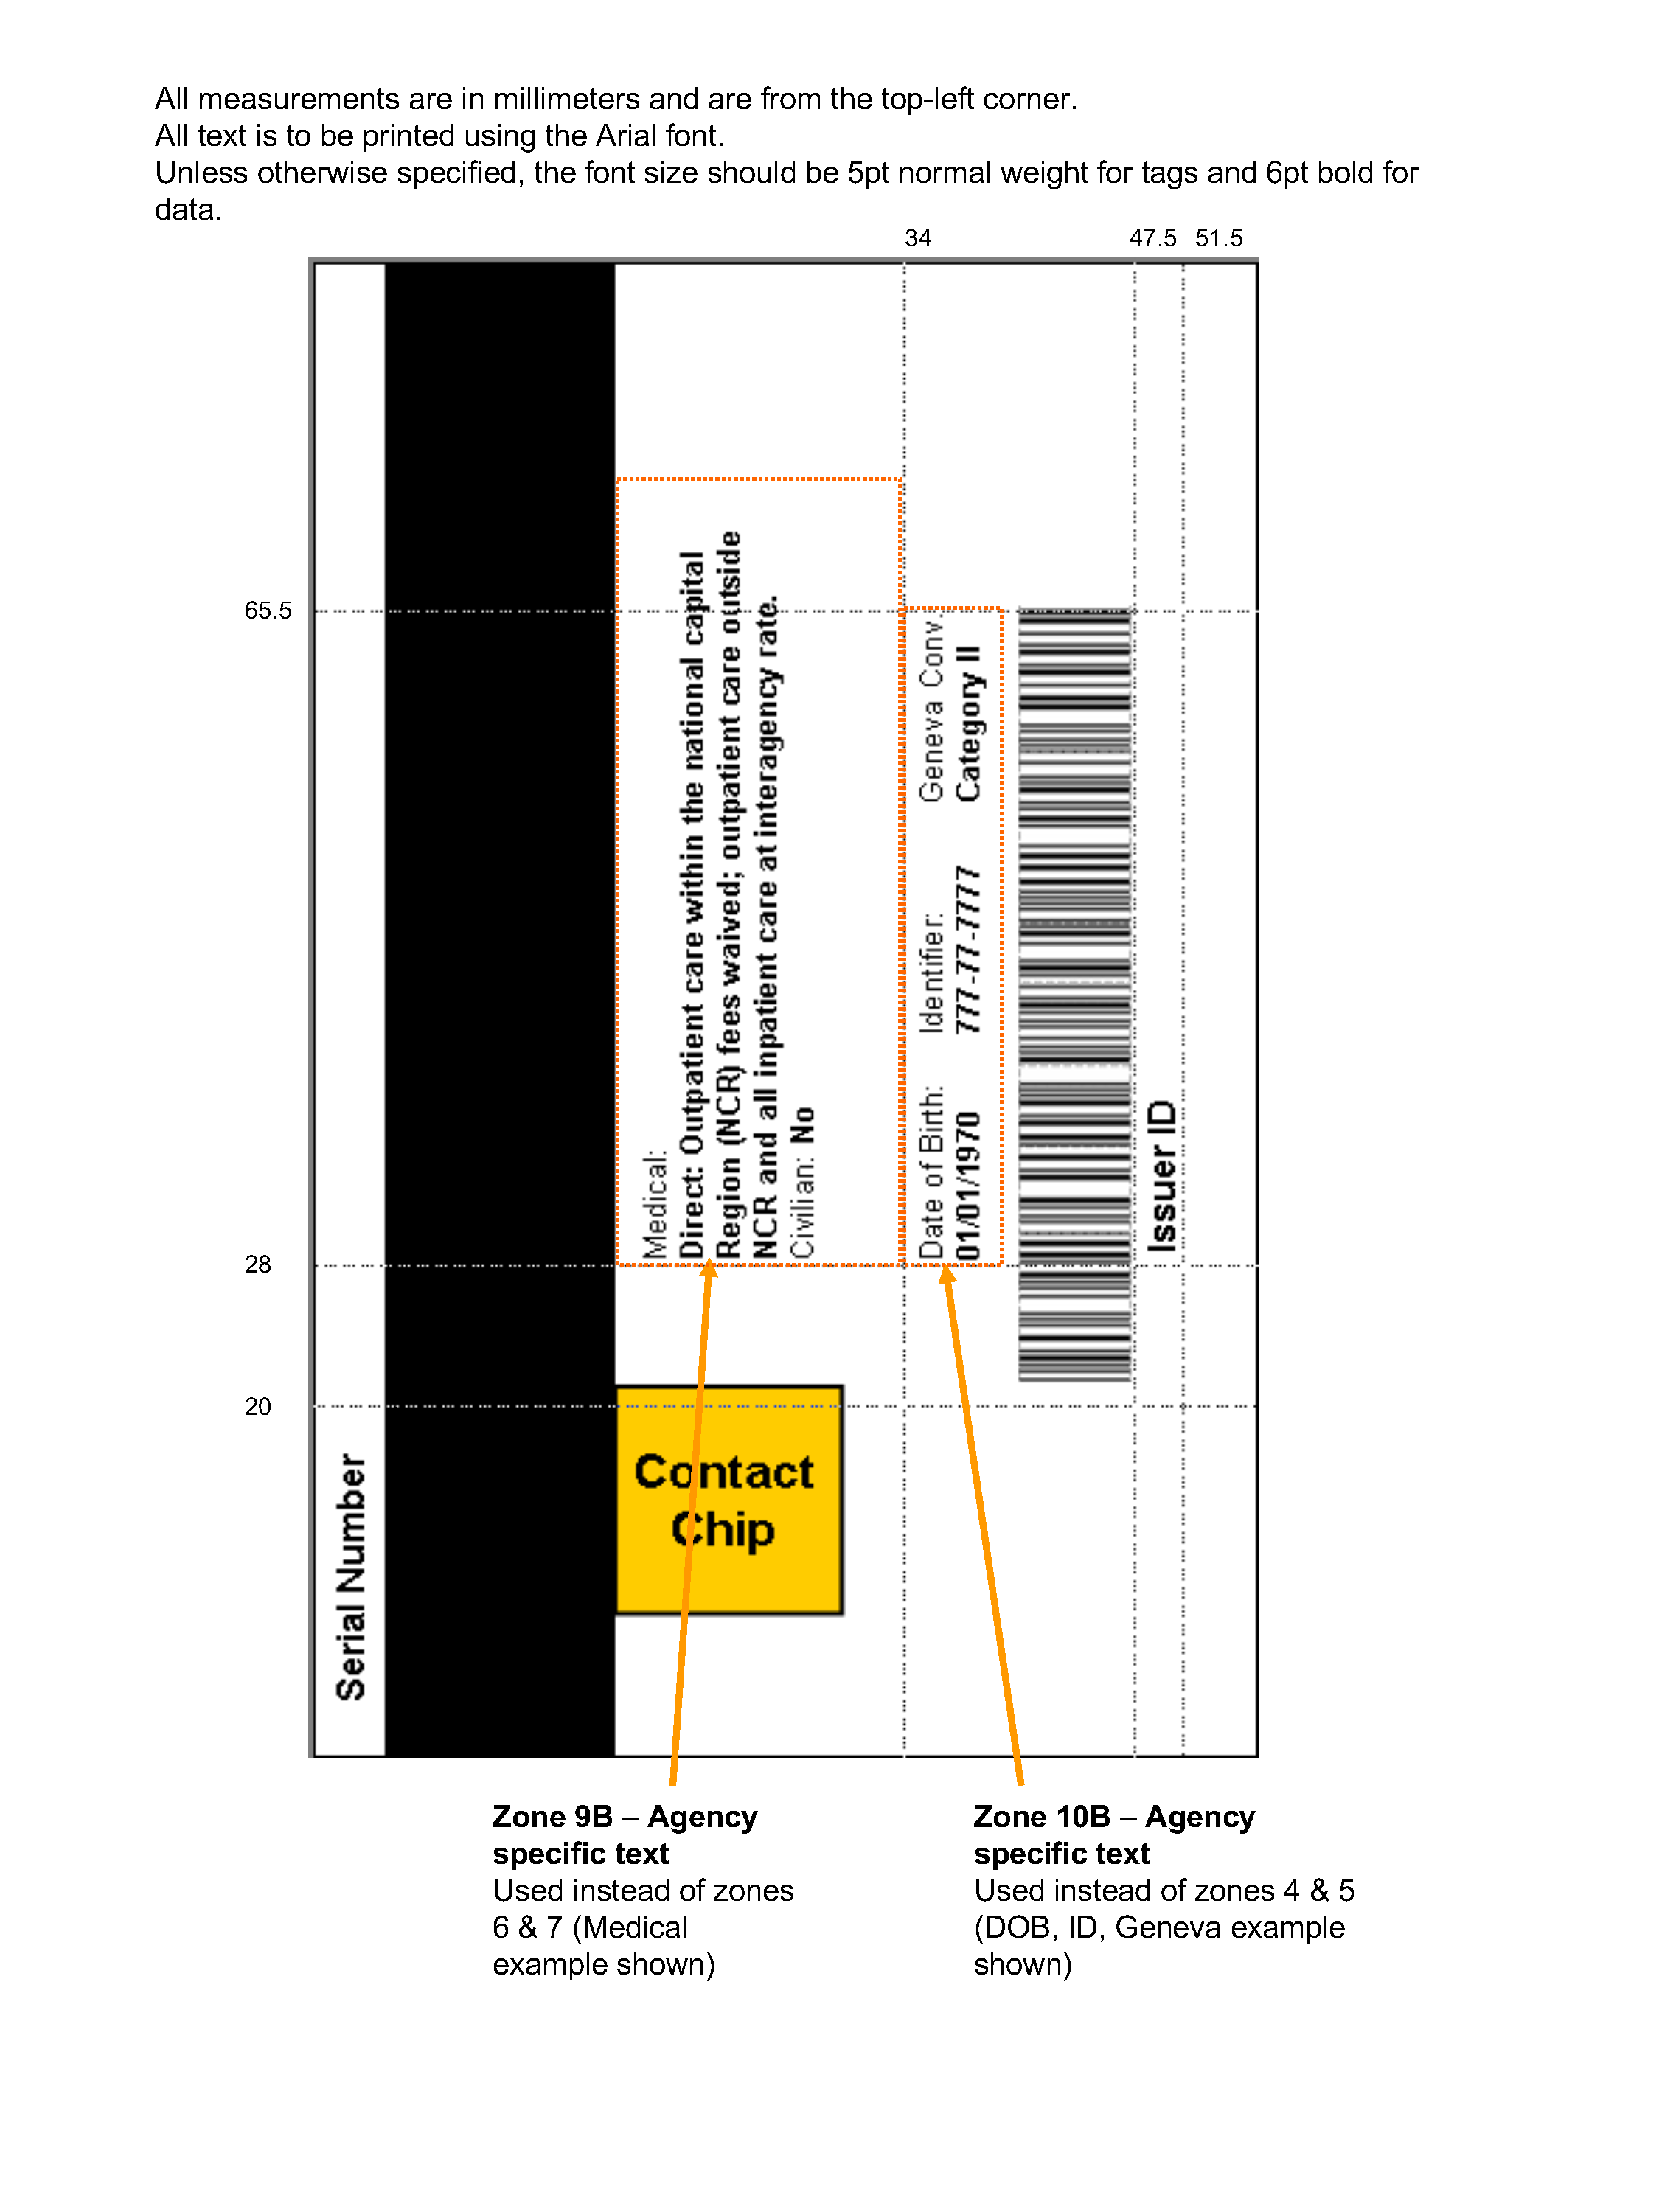 All measurements are in millimeters and are from the top-left corner.
All text is to be printed using the Arial font.
Unless otherwise specified, the font size should be 5pt normal weight for tags and 6pt bold for
data.
34
47.5
51.5
65.5
28
20
Serial Number
Medical:
Direct: Outpatient care within the national capital
Region (NCR) fees waived; outpatient care outside
NCR and all inpatient care at interagency rate.
Civilian: No
Date of Birth: Identifier: Geneva Conv.
01/01/1970 777-77-7777 Category II
Issuer ID
Contact
Chip
Zone 9B – Agency
specific text
Used instead of zones
6 & 7 (Medical
example shown)
Zone 10B – Agency
specific text
Used instead of zones 4 & 5
(DOB, ID, Geneva example
shown)